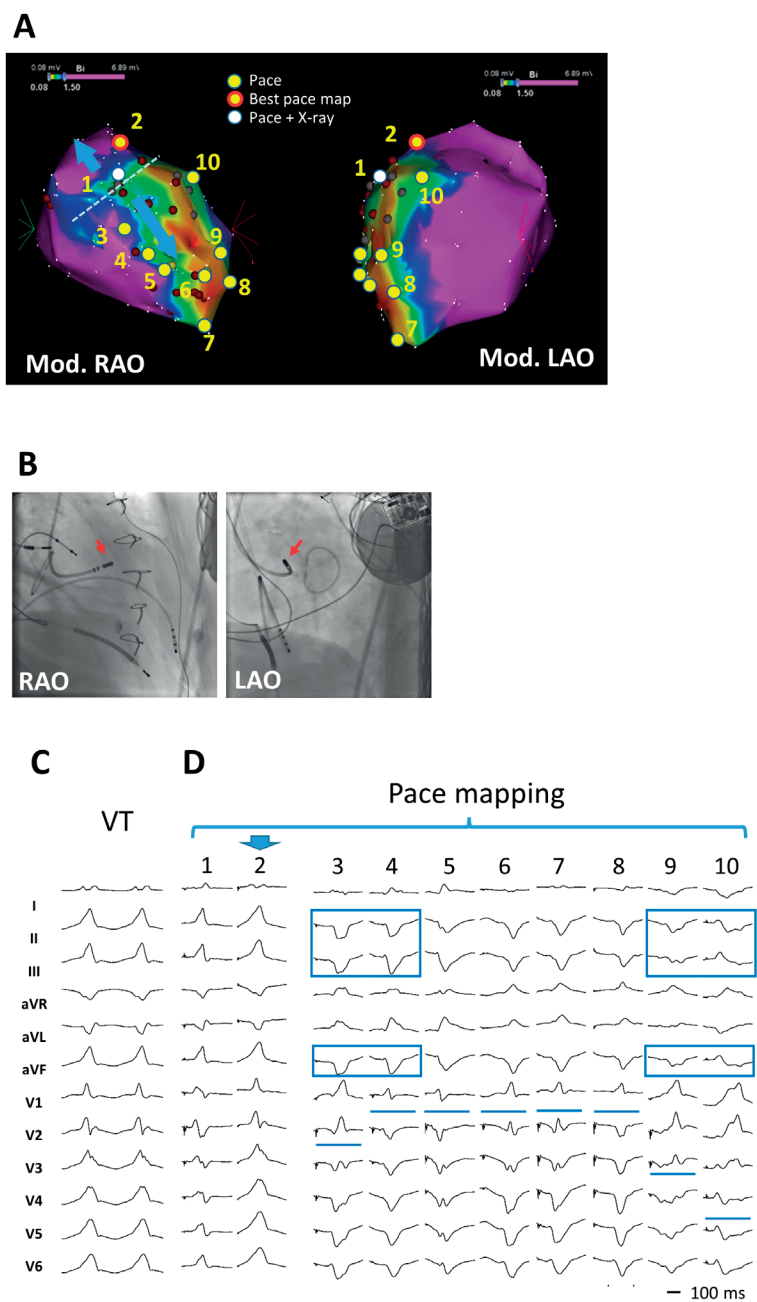 A
0.08 mV Bi 6.89 mV
0.08 1.50
Pace
Best pace map
Pace + X-ray
0.08 mV Bi 6.89 mV
0.08 1.50
2
1
10
3
4
5
6
9
8
7
2
1
10
9
8
7
Mod. RAO
Mod. LAO
B
RAO
LAO
C
D
VT
Pace mapping
1 2 3 4 5 6 7 8 9 10
I
II
III
aVR
aVL
aVF
V1
V2
V3
V4
V5
V6
100 ms